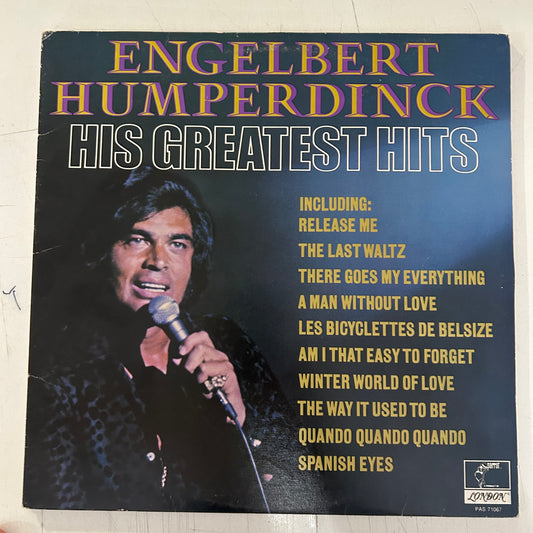 ENGELBERT
HUMPERDINCK
HIS GREATEST HITS
INCLUDING:
RELEASE ME
THE LAST WALTZ
THERE GOES MY EVERYTHING
A MAN WITHOUT LOVE
LES BICYCLETTES DE BELSIZE
AM I THAT EASY TO FORGET
WINTER WORLD OF LOVE
THE WAY IT USED TO BE
QUANDO QUANDO QUANDO
SPANISH EYES
LONDON
PAS 71067